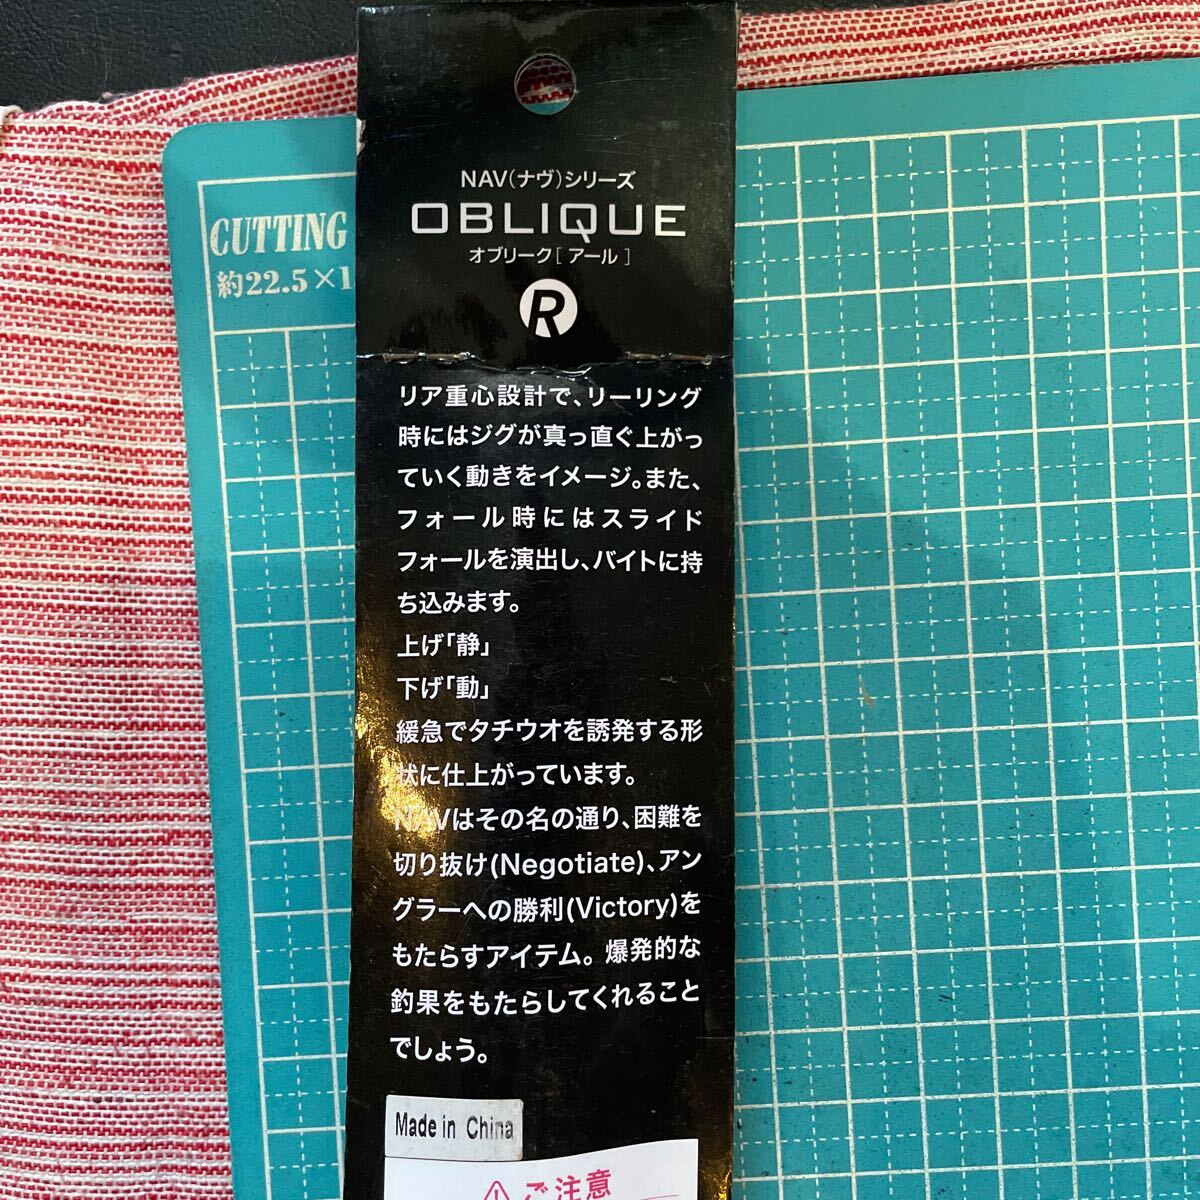 NAV(ナヴ)シリーズ
OBLIQUE
オブリーク[ アール ]
R
CUTTING
約22.5×1
リア重心設計で、リーリング
時にはジグが真っ直ぐ上がっ
ていく動きをイメージ。また、
フォール時にはスライド
フォールを演出し、バイトに持
ち込みます。
上げ「静」
下げ「動」
緩急でタチウオを誘発する形
状に仕上がっています。
NAVはその名の通り、困難を
切り抜け(Negotiate)、アン
グラーへの勝利(Victory)を
もたらすアイテム。爆発的な
釣果をもたらしてくれること
でしょう。
Made in China
ご注意